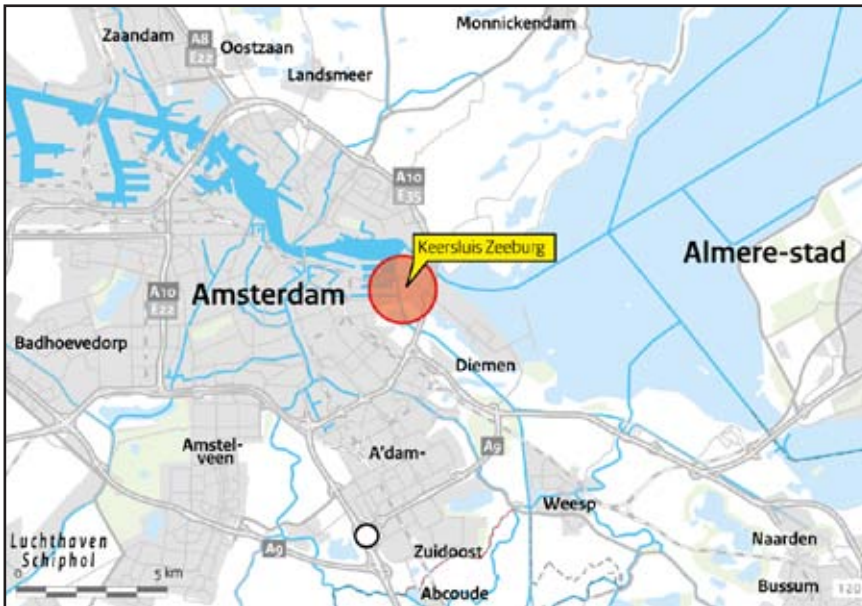 Monnickendam
Zaandam
A8
E22
Oostzaan
Landsmeer
A10
E35
Keersluis Zeeburg
Almere-stad
Amsterdam
A10
E22
Badhoevedorp
Diemen
Amstel-
veen
A'dam-
A9
Weesp
Luchthaven
Schiphol
A9
Zuidoost
Naarden
0
5 km
Abcoude
Bussum